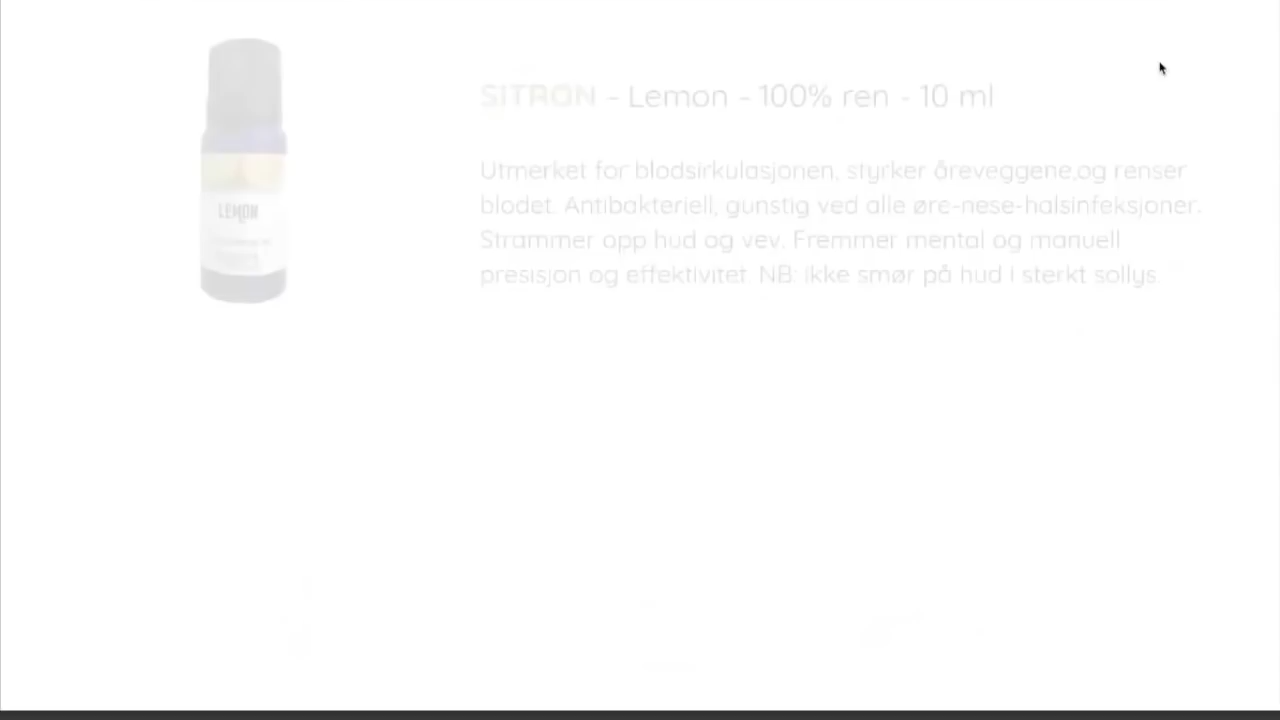 SITRON - Lemon - 100% ren - 10 ml
Utmerket for blodsirkulasjonen, styrker åreveggene,og renser
blodet. Antibakteriell, gunstig ved alle øre-nese-halsinfeksjoner.
Strammer opp hud og vev. Fremmer mental og manuell
presisjon og effektivitet. NB: ikke smør på hud i sterkt sollys.
LEMON